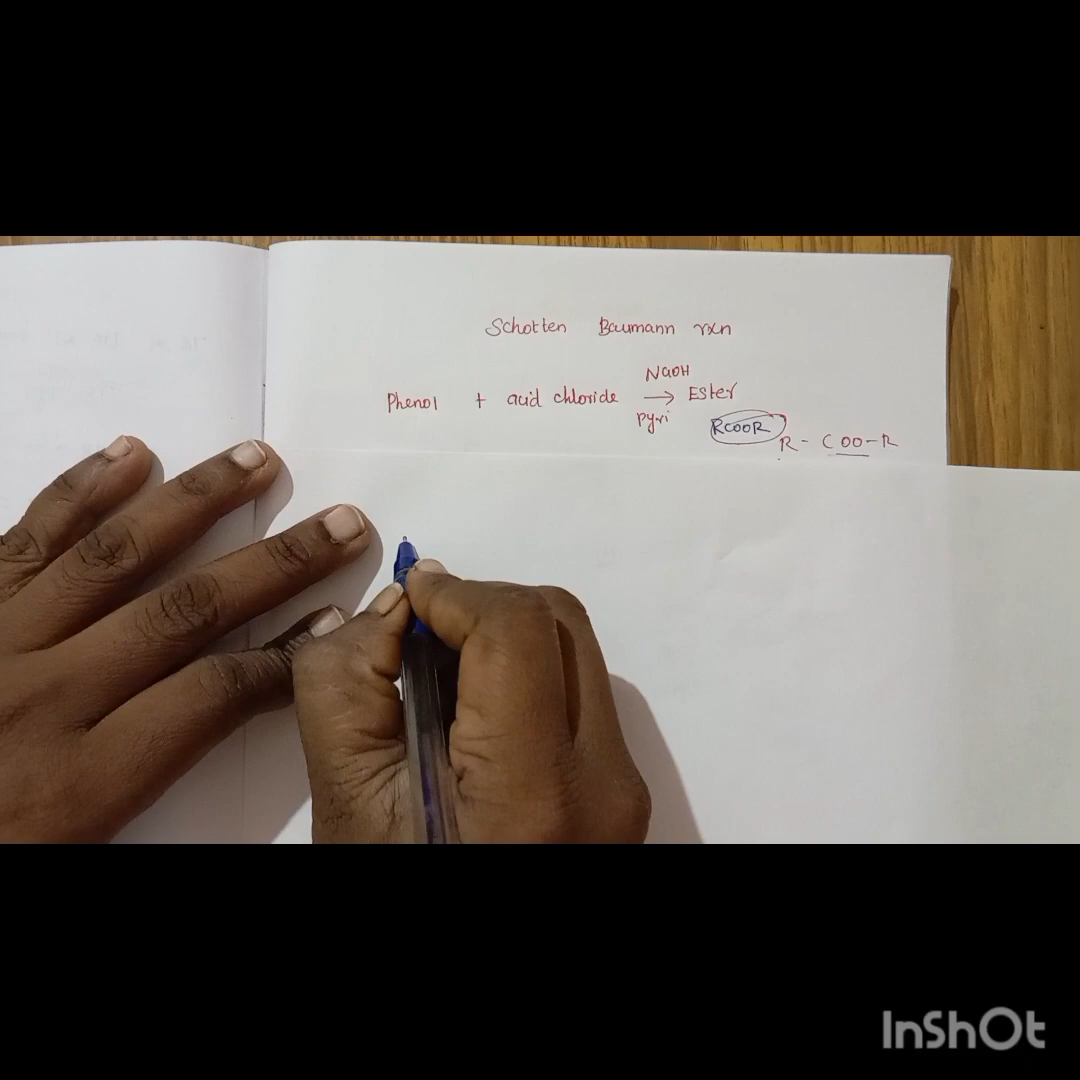 Schotten Baumann rxn
NaOH
Phenol + acid chloride → Ester
pyri
RCOOR
R - COO-R
InShOt